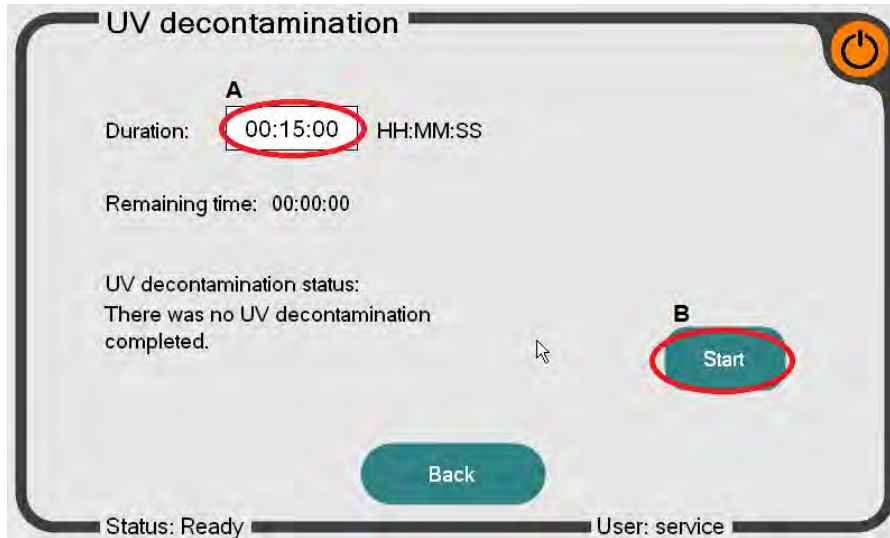 UV decontamination
A
Duration: 00:15:00 HH:MM:SS
Remaining time: 00:00:00
UV decontamination status:
There was no UV decontamination
completed.
B
Start
Back
Status: Ready User: service